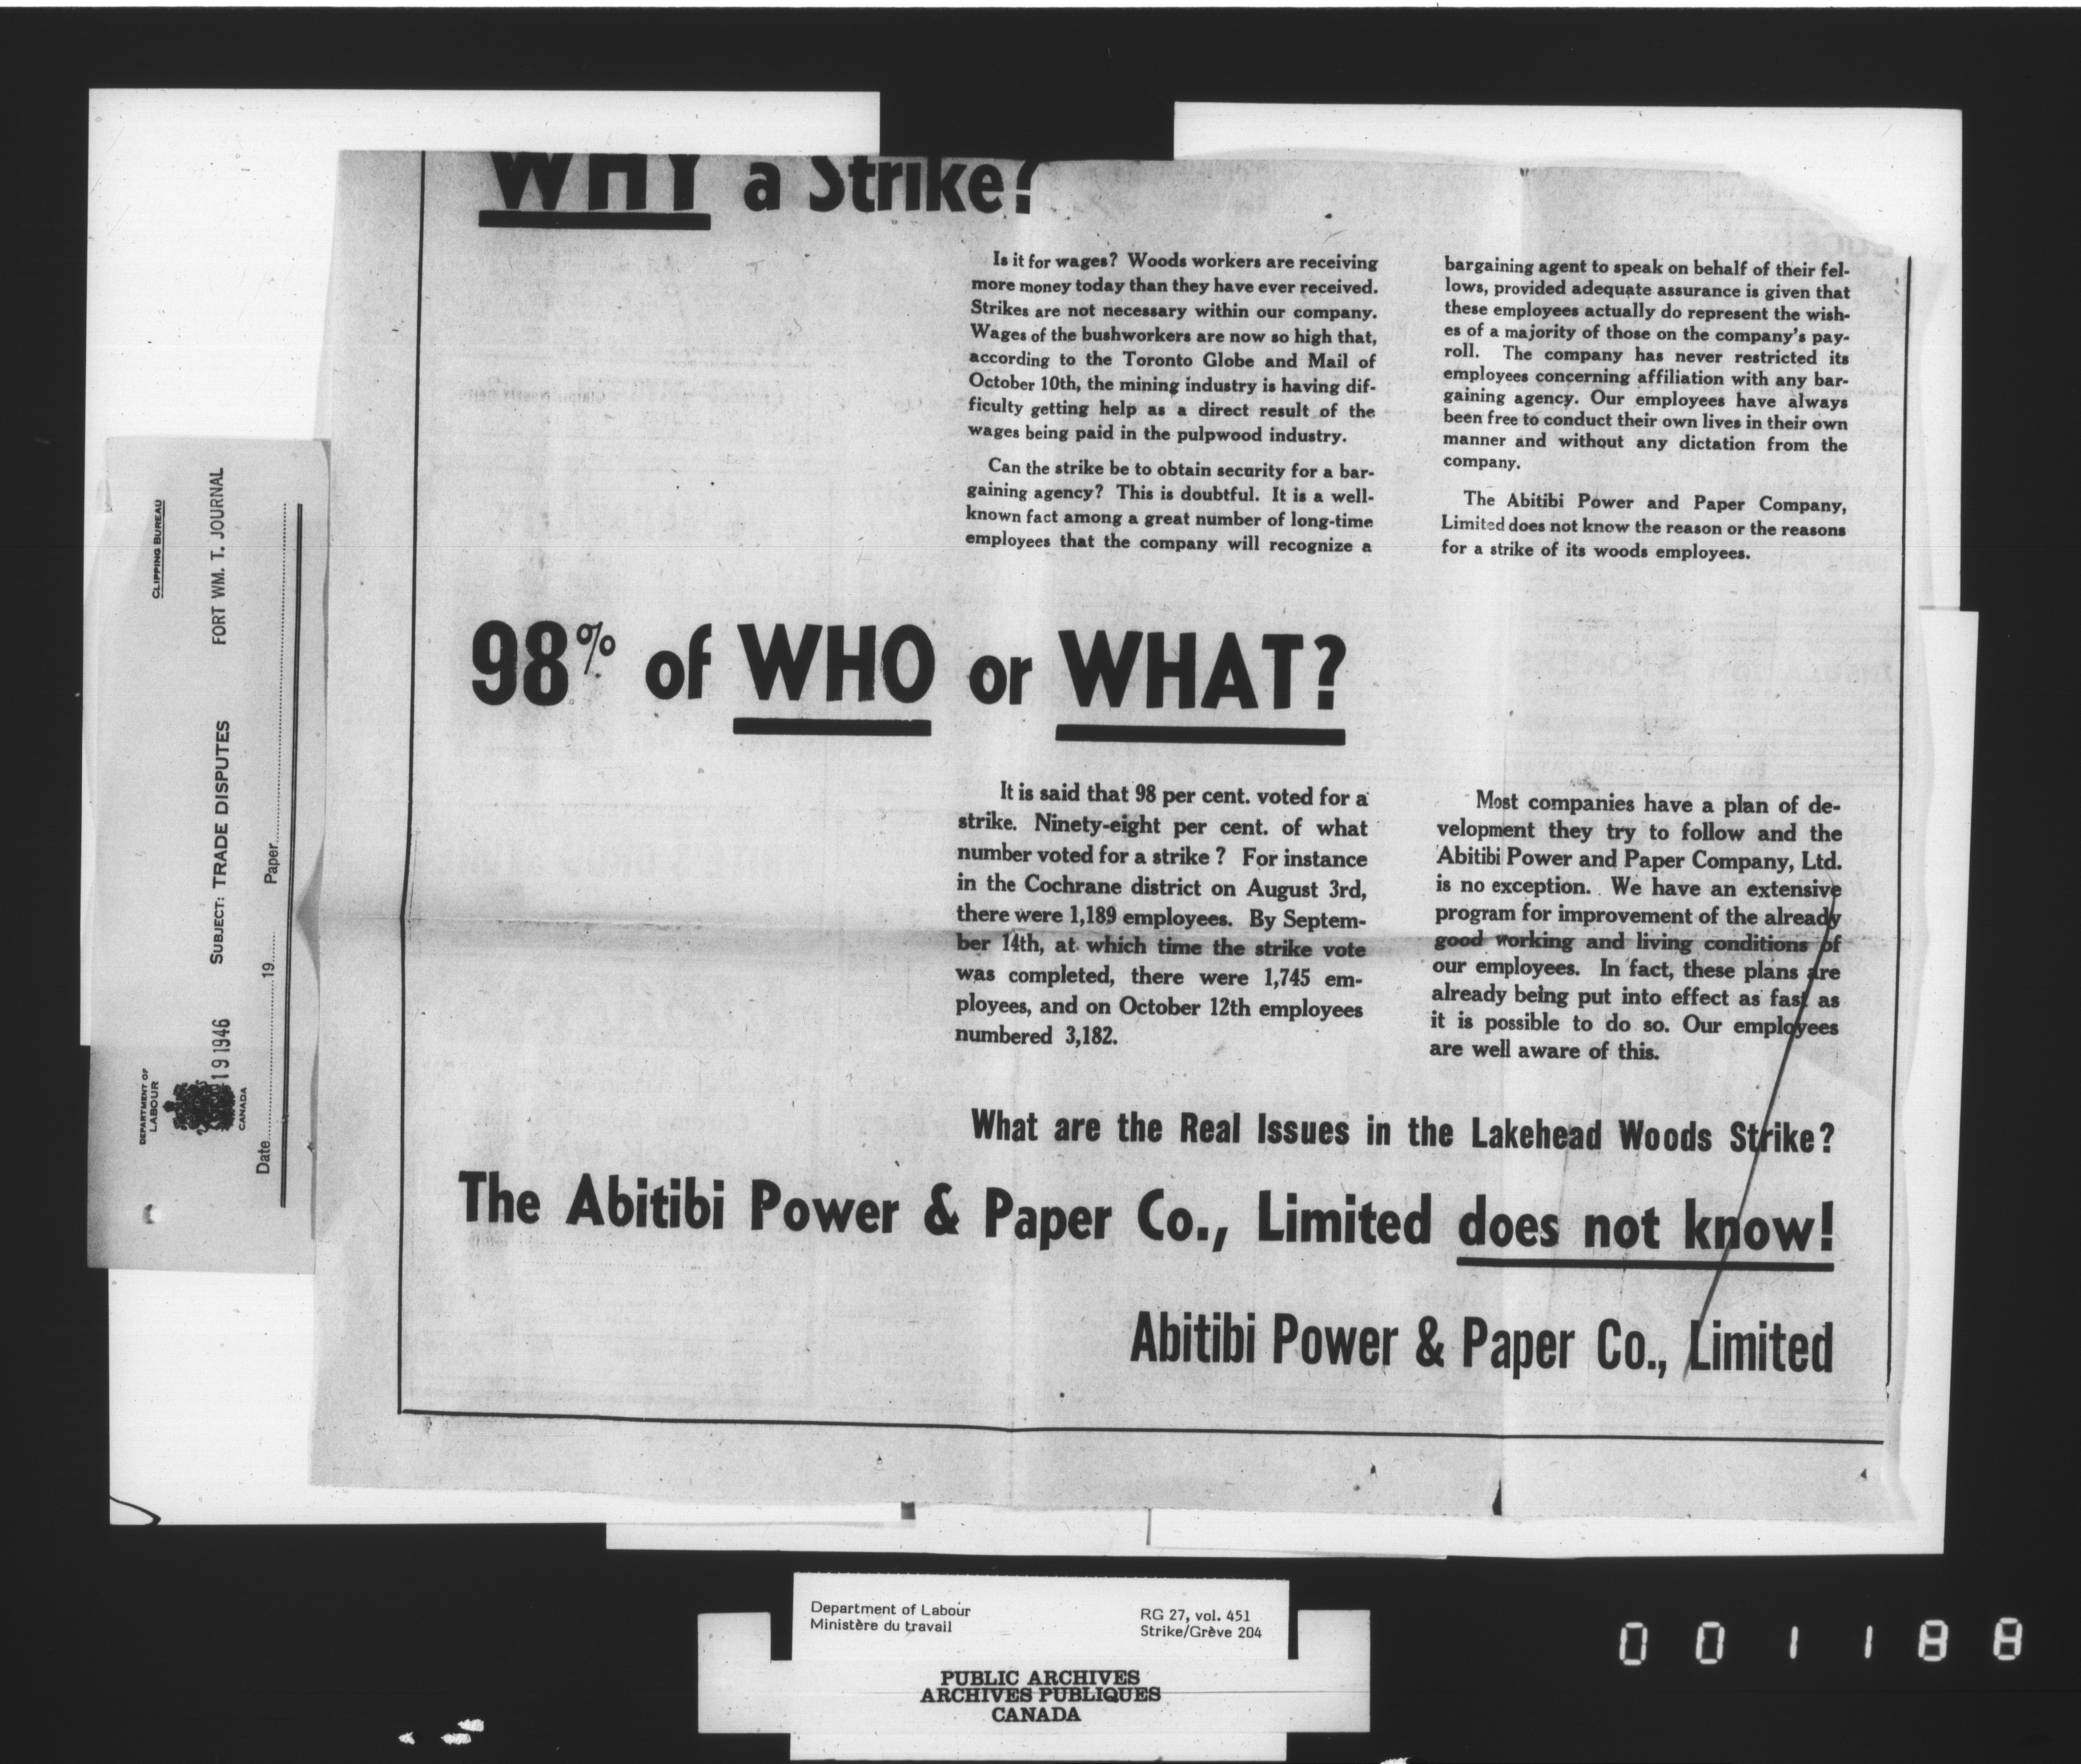 WHY a Strike?
Is it for wages? Woods workers are receiving
more money today than they have ever received.
Strikes are not necessary within our company.
Wages of the bushworkers are now so high that,
according to the Toronto Globe and Mail of
October 10th, the mining industry is having dif-
ficulty getting help as a direct result of the
wages being paid in the pulpwood industry.
Can the strike be to obtain security for a bar-
gaining agency? This is doubtful. It is a well-
known fact among a great number of long-time
employees that the company will recognize a
bargaining agent to speak on behalf of their fel-
lows, provided adequate assurance is given that
these employees actually do represent the wish-
es of a majority of those on the company's pay-
roll. The company has never restricted its
employees concerning affiliation with any bar-
gaining agency. Our employees have always
been free to conduct their own lives in their own
manner and without any dictation from the
company.
The Abitibi Power and Paper Company,
Limited does not know the reason or the reasons
for a strike of its woods employees.
98% of WHO or WHAT?
It is said that 98 per cent. voted for a
strike. Ninety-eight per cent. of what
number voted for a strike? For instance
in the Cochrane district on August 3rd,
there were 1,189 employees. By Septem-
ber 14th, at which time the strike vote
was completed, there were 1,745 em-
ployees, and on October 12th employees
numbered 3,182.
Most companies have a plan of de-
velopment they try to follow and the
Abitibi Power and Paper Company, Ltd.
is no exception. We have an extensive
program for improvement of the already
good working and living conditions of
our employees. In fact, these plans are
already being put into effect as fast as
it is possible to do so. Our employees
are well aware of this.
What are the Real Issues in the Lakehead Woods Strike?
The Abitibi Power & Paper Co., Limited does not know!
Abitibi Power & Paper Co., Limited
DEPARTMENT OF
LABOUR
CANADA
CLIPPING BUREAU
19 1946
SUBJECT: TRADE DISPUTES
FORT WM. T. JOURNAL
Date 19 Paper
Department of Labour
Ministère du travail
RG 27, vol. 451
Strike/Grève 204
PUBLIC ARCHIVES
ARCHIVES PUBLIQUES
CANADA
001188